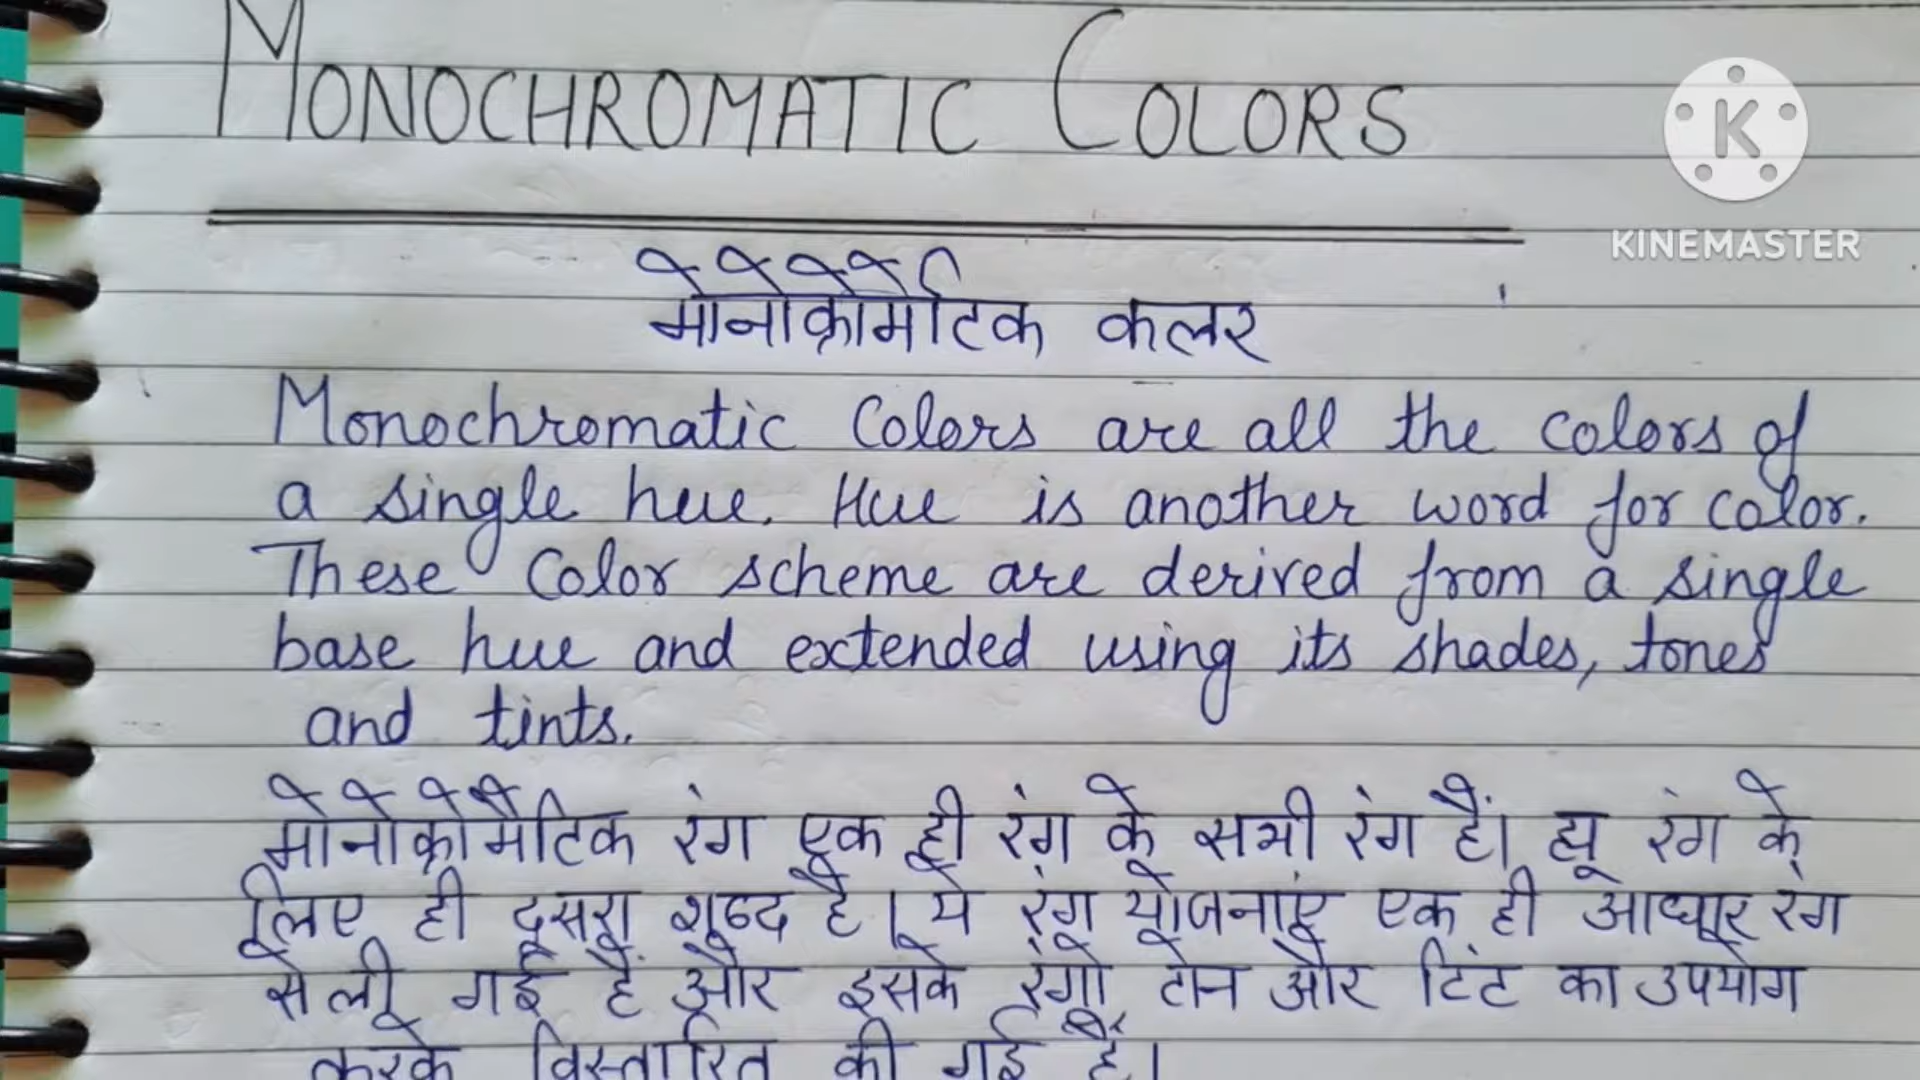 MONOCHROMATIC COLORS
K
KINEMASTER
मोनोक्रोमेटिक कलर
Monochromatic Colors are all the colors of
a single hue. Hue is another word for color.
These Color scheme are derived from a single
base hue and extended using its shades, tones
and tints.
मोनोक्रोमैटिक रंग एक ही रंग के सभी रंग हैं। ह्यू रंग के
लिए ही दूसरा शब्द है। ये रंग योजनाएं एक ही आधार रंग
से ली गई हैं और इसके रंगो टोन और टिंट का उपयोग
करके विस्तारित की गई हैं।